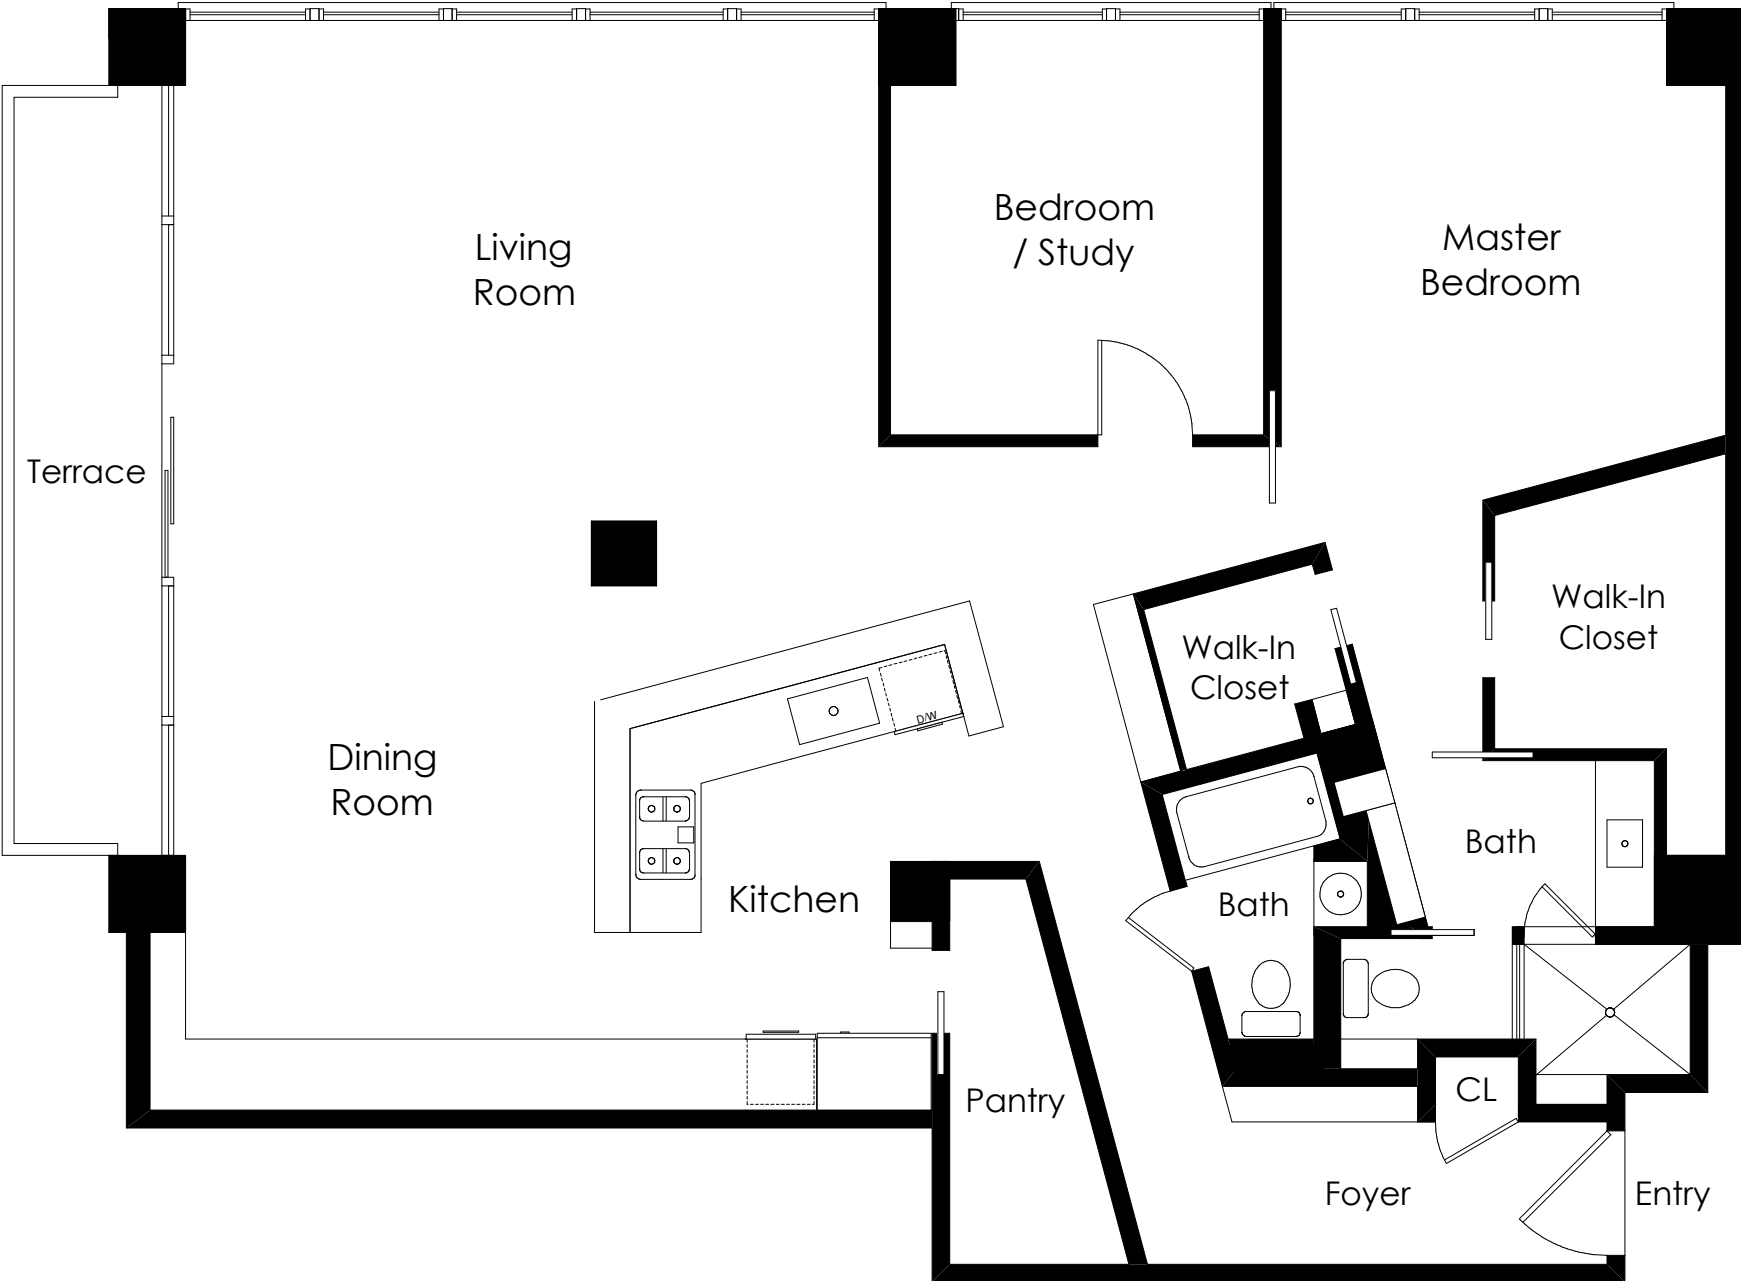 Living
Room
Bedroom
/ Study
Master
Bedroom
Terrace
Walk-In
Closet
Walk-In
Closet
D/W
Dining
Room
Kitchen
Bath
Bath
Pantry
CL
Foyer
Entry